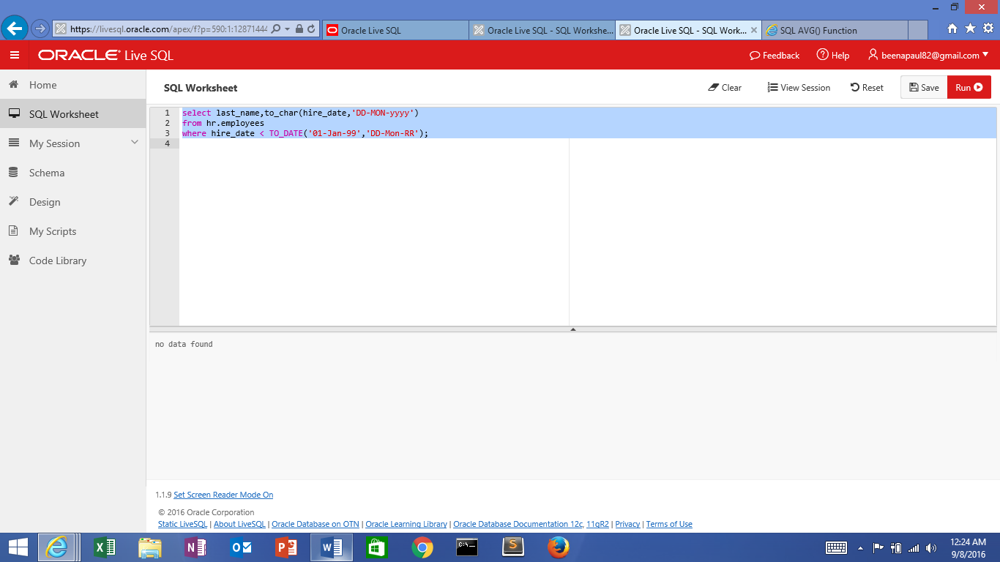 https://livesql.oracle.com/apex/f?p=590:1:12871444
Oracle Live SQL
Oracle Live SQL - SQL Workshe...
Oracle Live SQL - SQL Work...
SQL AVG() Function
ORACLE Live SQL
Feedback
Help
beenapaul82@gmail.com
Home
SQL Worksheet
My Session
Schema
Design
My Scripts
Code Library
SQL Worksheet
Clear
View Session
Reset
Save
Run
1 select last_name,to_char(hire_date,'DD-MON-yyyy')
2 from hr.employees
3 where hire_date < TO_DATE('01-Jan-99','DD-Mon-RR');
4
no data found
1.1.9 Set Screen Reader Mode On
© 2016 Oracle Corporation
Static LiveSQL | About LiveSQL | Oracle Database on OTN | Oracle Learning Library | Oracle Database Documentation 12c, 11gR2 | Privacy | Terms of Use
12:24 AM
9/8/2016